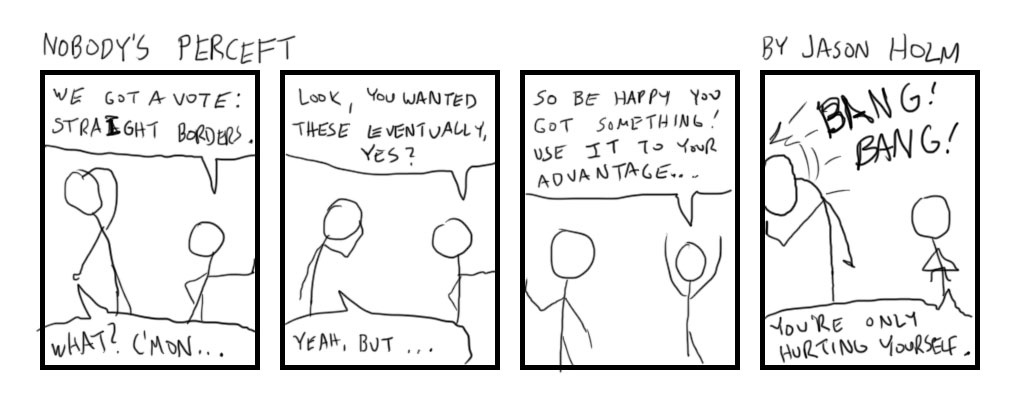 NOBODY'S PERCEFT
BY JASON HOLM
WE GOT A VOTE:
STRAIGHT BORDERS.
WHAT? C'MON...
LOOK, YOU WANTED
THESE EVENTUALLY,
YES?
YEAH, BUT ...
SO BE HAPPY YOU
GOT SOMETHING!
USE IT TO YOUR
ADVANTAGE....
BANG!
BANG!
YOU'RE ONLY
HURTING YOURSELF.